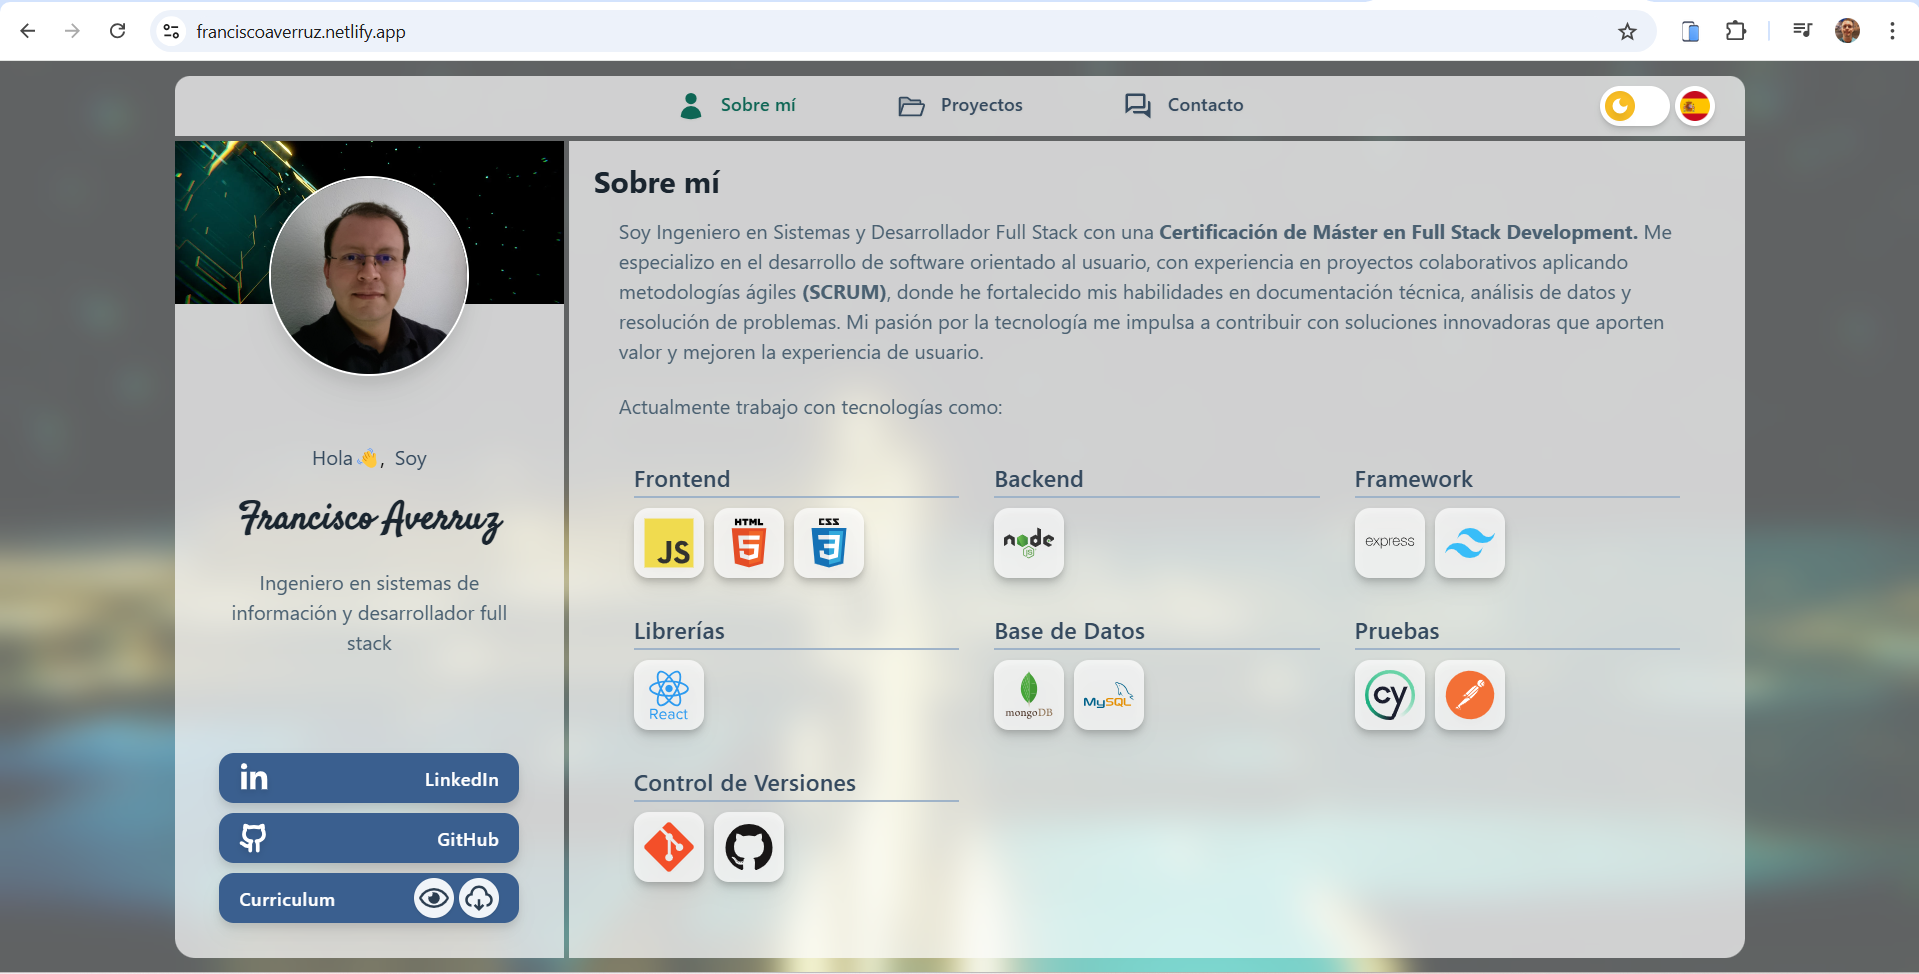 franciscoaverruz.netlify.app
Sobre mí
Proyectos
Contacto
Hola👋, Soy
Francisco Averruz
Ingeniero en sistemas de
información y desarrollador full
stack
LinkedIn
GitHub
Curriculum
Sobre mí
Soy Ingeniero en Sistemas y Desarrollador Full Stack con una Certificación de Máster en Full Stack Development. Me
especializo en el desarrollo de software orientado al usuario, con experiencia en proyectos colaborativos aplicando
metodologías ágiles (SCRUM), donde he fortalecido mis habilidades en documentación técnica, análisis de datos y
resolución de problemas. Mi pasión por la tecnología me impulsa a contribuir con soluciones innovadoras que aporten
valor y mejoren la experiencia de usuario.
Actualmente trabajo con tecnologías como:
Frontend
JS
HTML
5
CSS
3
Backend
node
JS
Framework
express
Librerías
React
Base de Datos
mongoDB
MySQL
Pruebas
cy
Control de Versiones